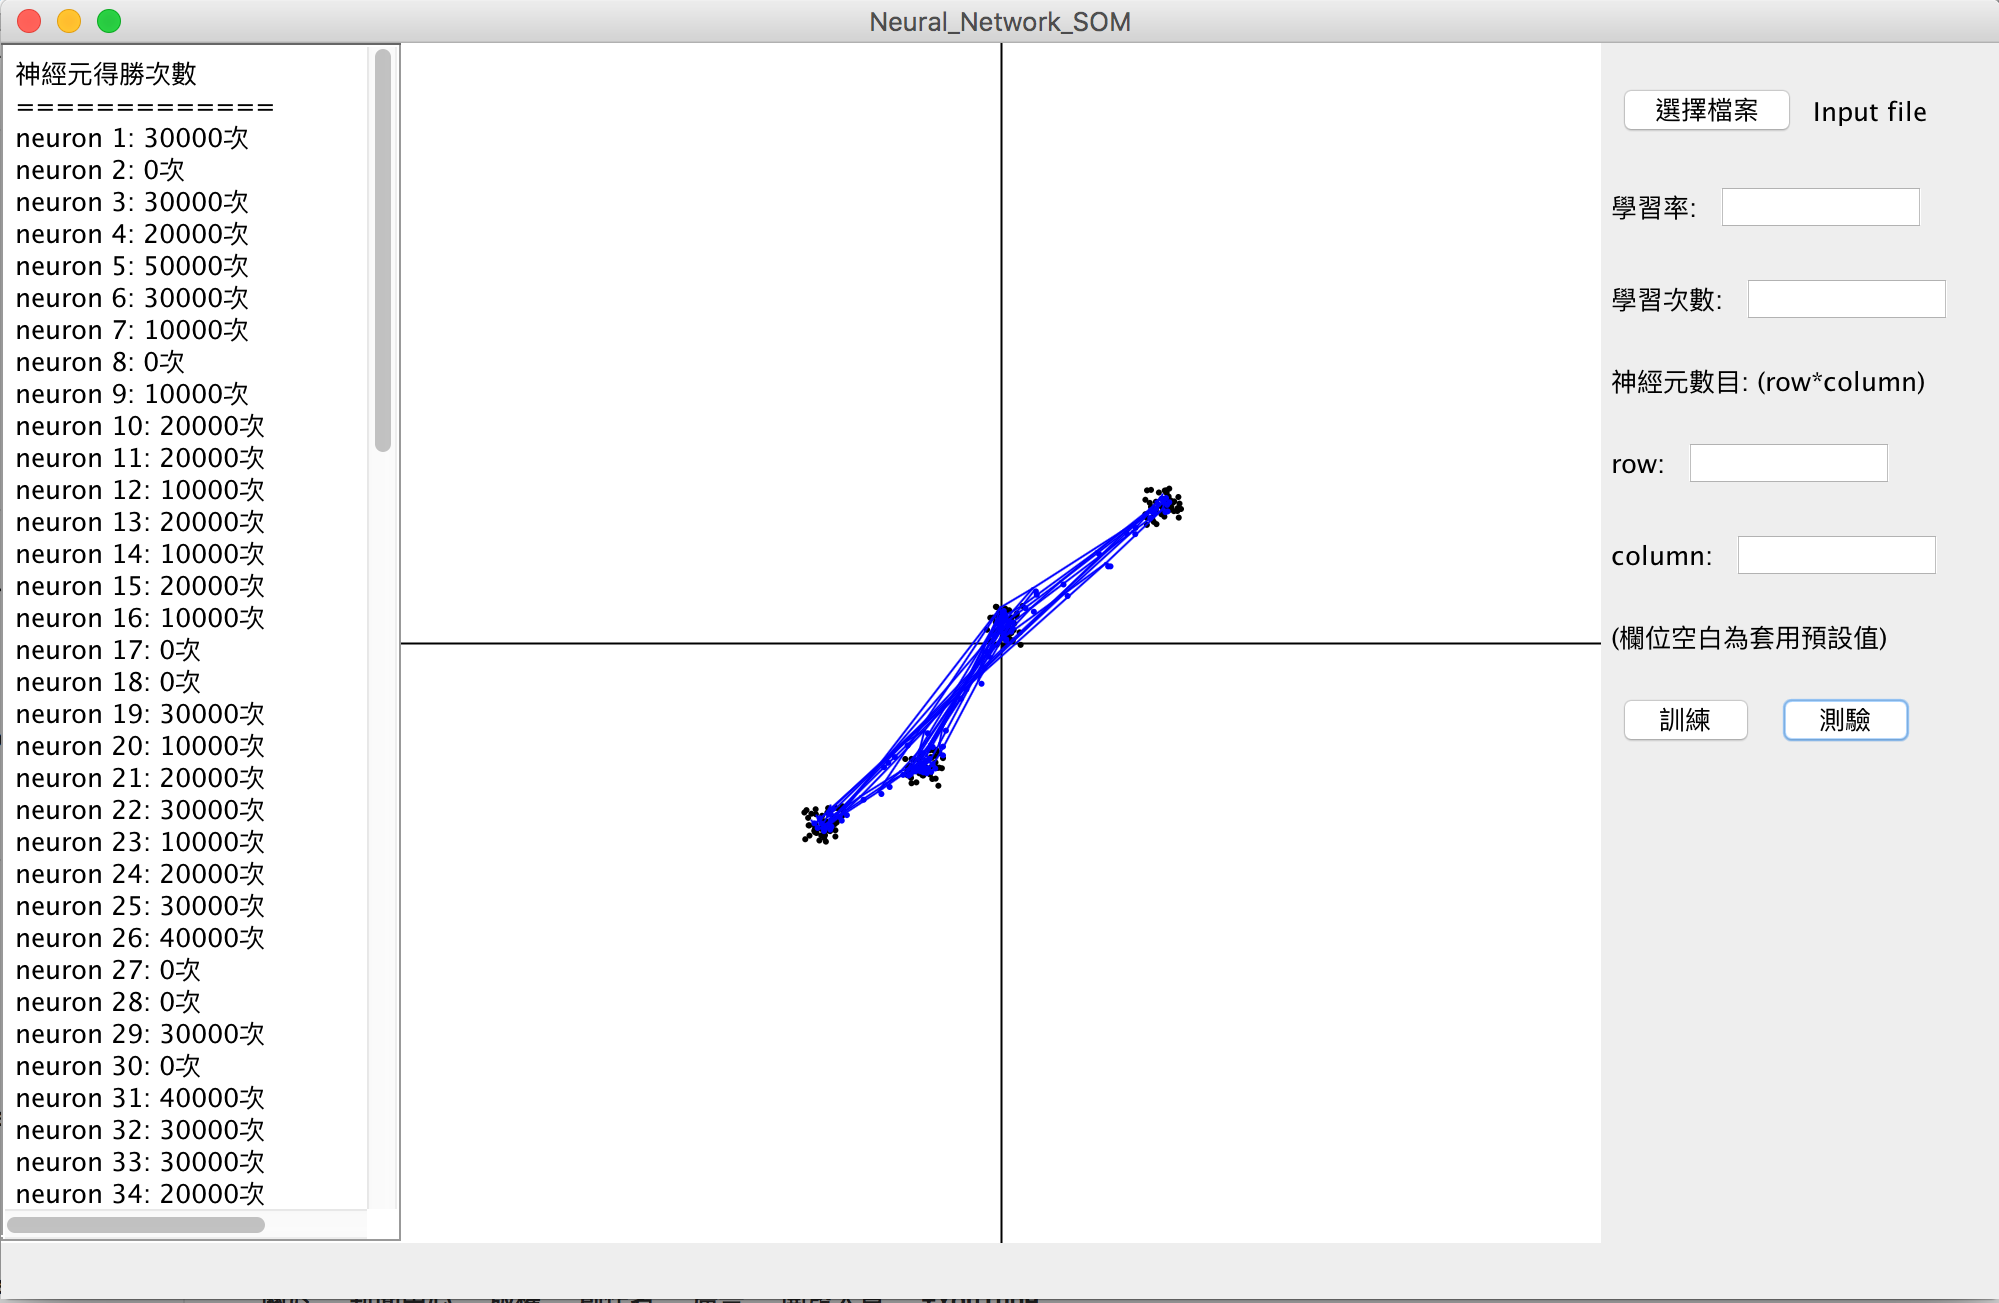 Neural_Network_SOM
神經元得勝次數
=============
neuron 1: 30000次
neuron 2: 0次
neuron 3: 30000次
neuron 4: 20000次
neuron 5: 50000次
neuron 6: 30000次
neuron 7: 10000次
neuron 8: 0次
neuron 9: 10000次
neuron 10: 20000次
neuron 11: 20000次
neuron 12: 10000次
neuron 13: 20000次
neuron 14: 10000次
neuron 15: 20000次
neuron 16: 10000次
neuron 17: 0次
neuron 18: 0次
neuron 19: 30000次
neuron 20: 10000次
neuron 21: 20000次
neuron 22: 30000次
neuron 23: 10000次
neuron 24: 20000次
neuron 25: 30000次
neuron 26: 40000次
neuron 27: 0次
neuron 28: 0次
neuron 29: 30000次
neuron 30: 0次
neuron 31: 40000次
neuron 32: 30000次
neuron 33: 30000次
neuron 34: 20000次
選擇檔案 Input file
學習率:
學習次數:
神經元數目: (row*column)
row:
column:
(欄位空白為套用預設值)
訓練 測驗